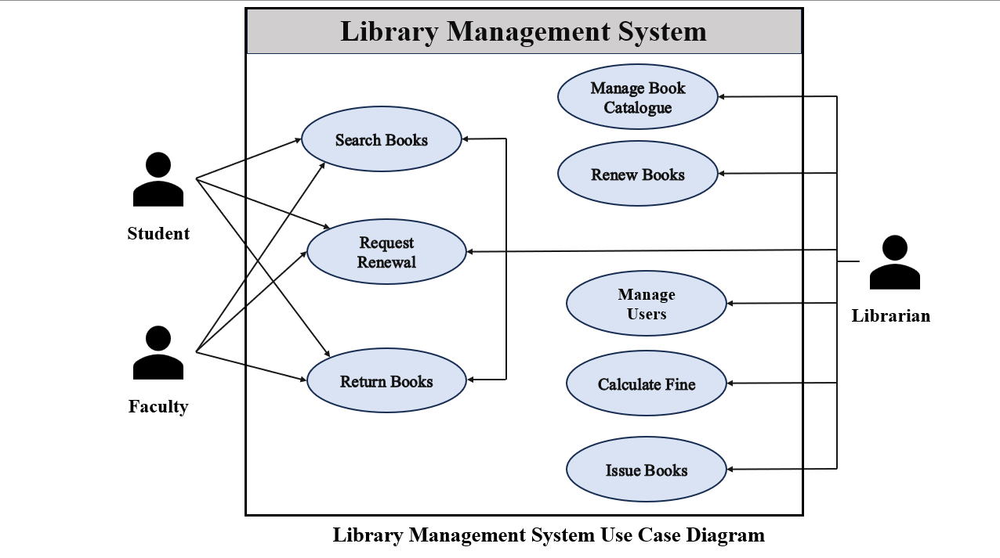 Library Management System
Manage Book
Catalogue
Search Books
Renew Books
Student
Request
Renewal
Manage
Users
Librarian
Return Books
Calculate Fine
Faculty
Issue Books
Library Management System Use Case Diagram